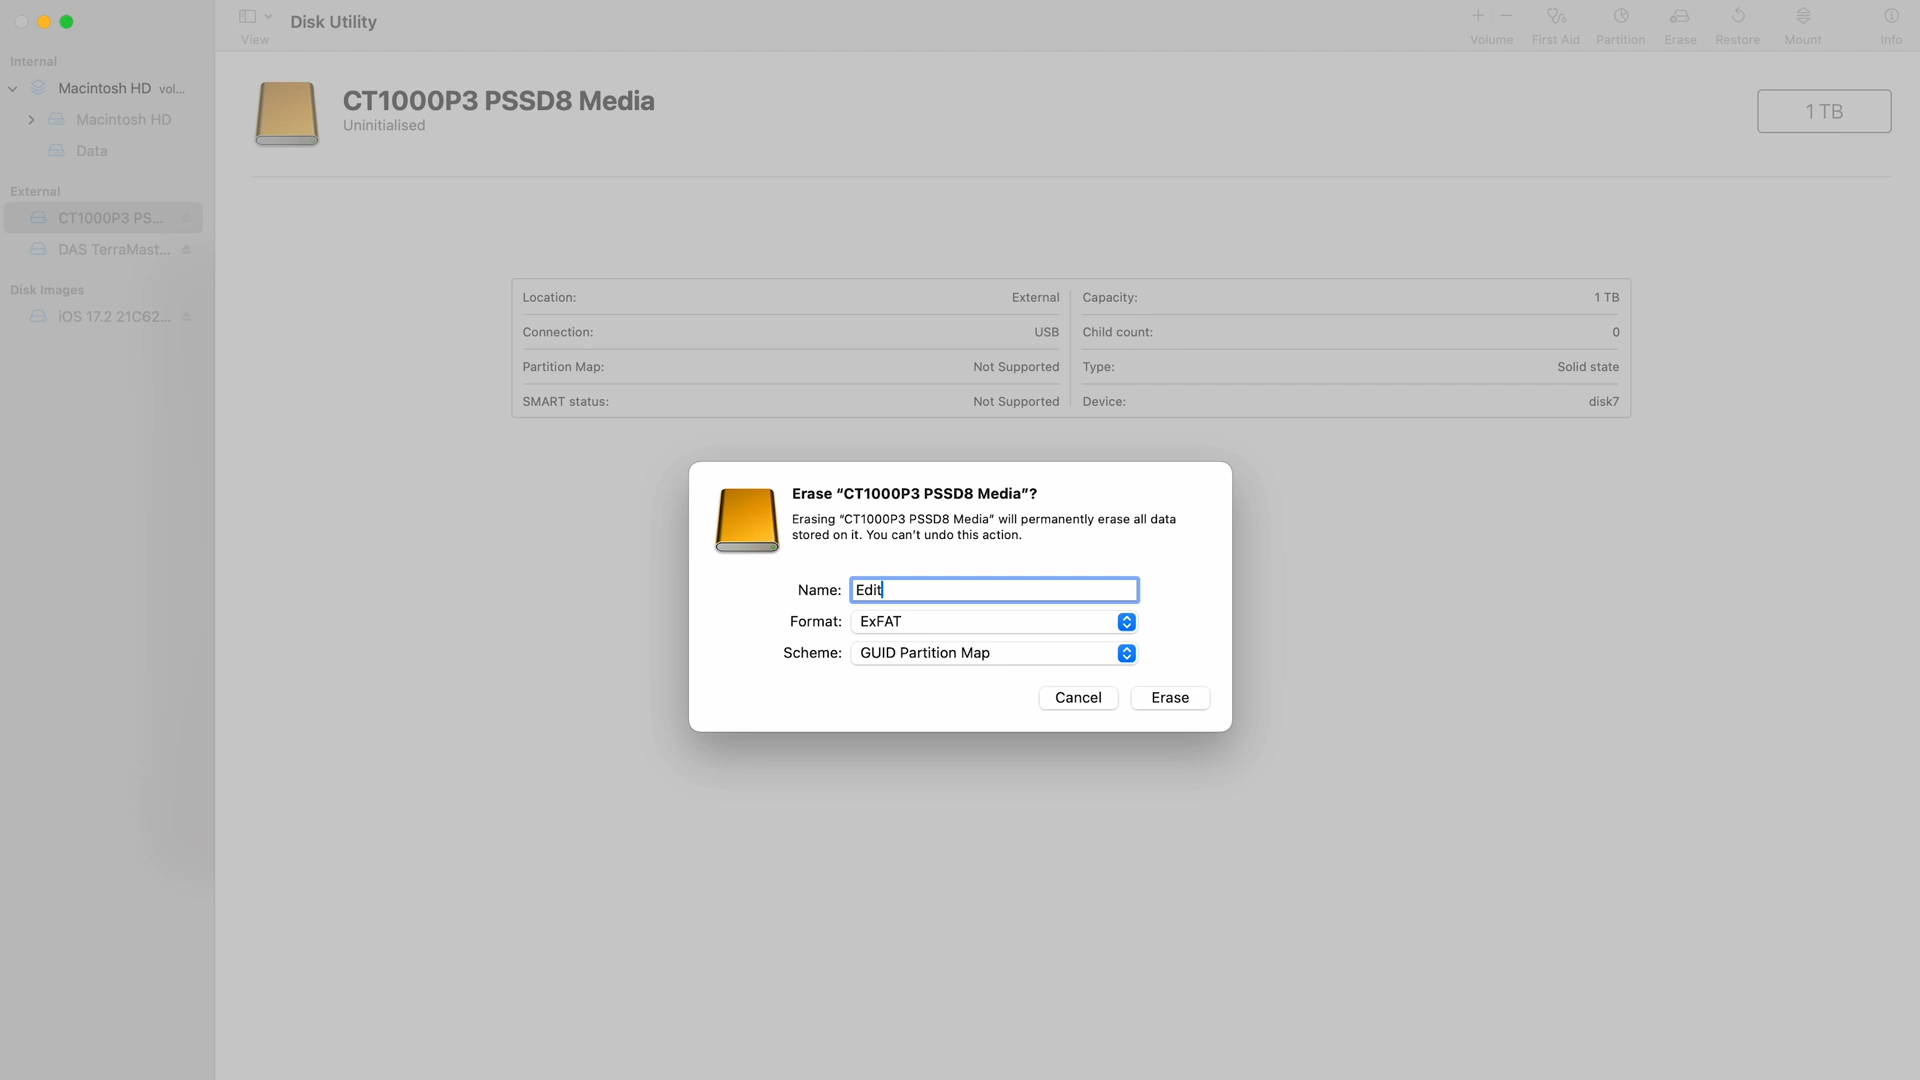 Disk Utility
View
Volume
First Aid
Partition
Erase
Restore
Mount
Info
Internal
Macintosh HD vol...
Macintosh HD
Data
External
CT1000P3 PS...
DAS TerraMast...
Disk Images
iOS 17.2 21C62...
CT1000P3 PSSD8 Media
Uninitialised
1 TB
Location: External
Capacity: 1 TB
Connection: USB
Child count: 0
Partition Map: Not Supported
Type: Solid state
SMART status: Not Supported
Device: disk7
Erase “CT1000P3 PSSD8 Media”?
Erasing “CT1000P3 PSSD8 Media” will permanently erase all data
stored on it. You can’t undo this action.
Name: Edit
Format: ExFAT
Scheme: GUID Partition Map
Cancel
Erase